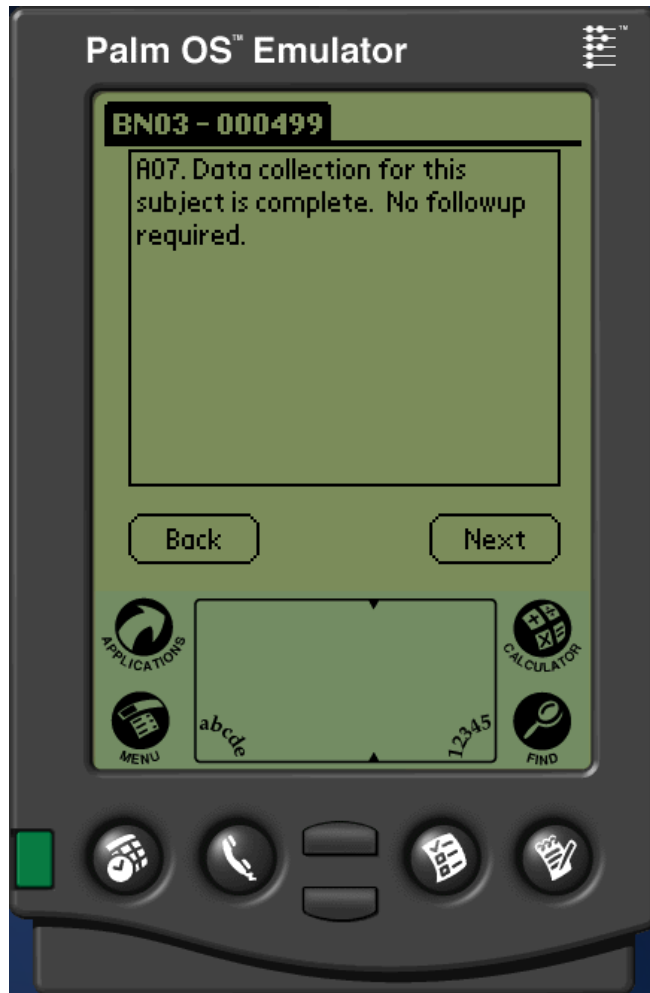 Palm OS™ Emulator
™
BN03 - 000499
A07. Data collection for this
subject is complete.  No followup
required.
Back
Next
APPLICATIONS
CALCULATOR
MENU
abcde
12345
FIND